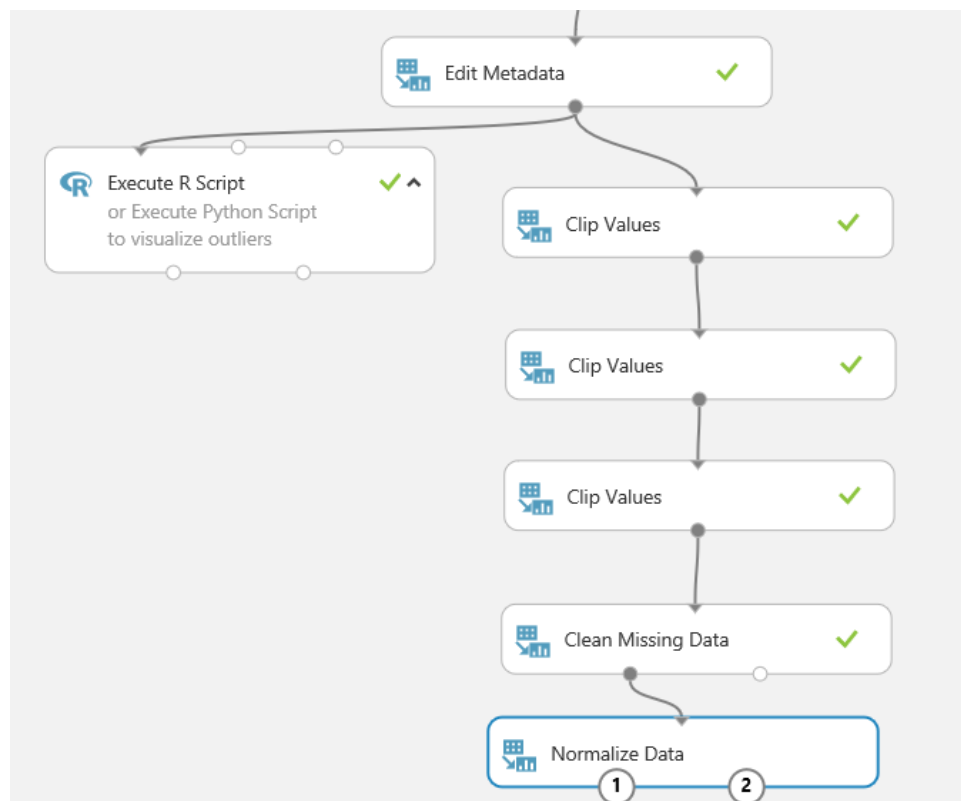 Edit Metadata
Execute R Script
or Execute Python Script
to visualize outliers
Clip Values
Clip Values
Clip Values
Clean Missing Data
Normalize Data
1
2